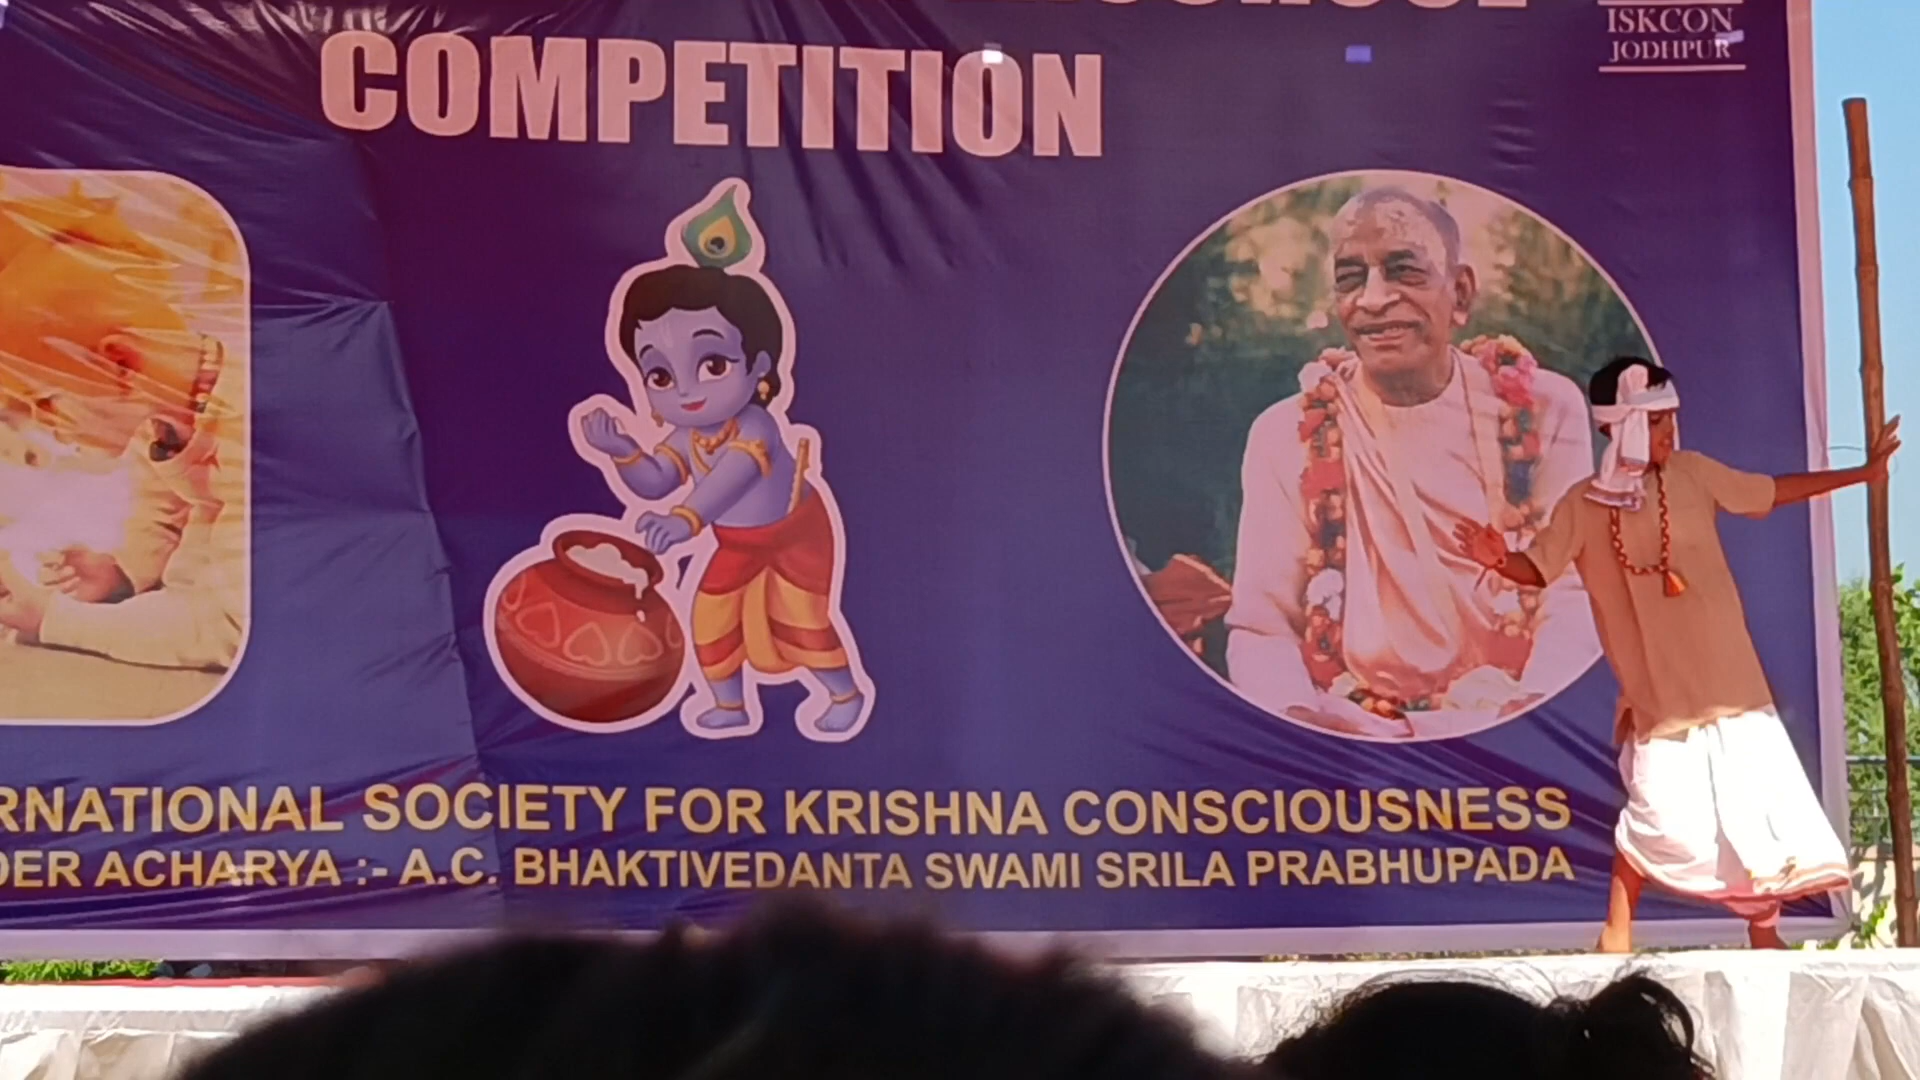 COMPETITION
ISKCON
JODHPUR
RNATIONAL SOCIETY FOR KRISHNA CONSCIOUSNESS
DER ACHARYA :- A.C. BHAKTIVEDANTA SWAMI SRILA PRABHUPADA